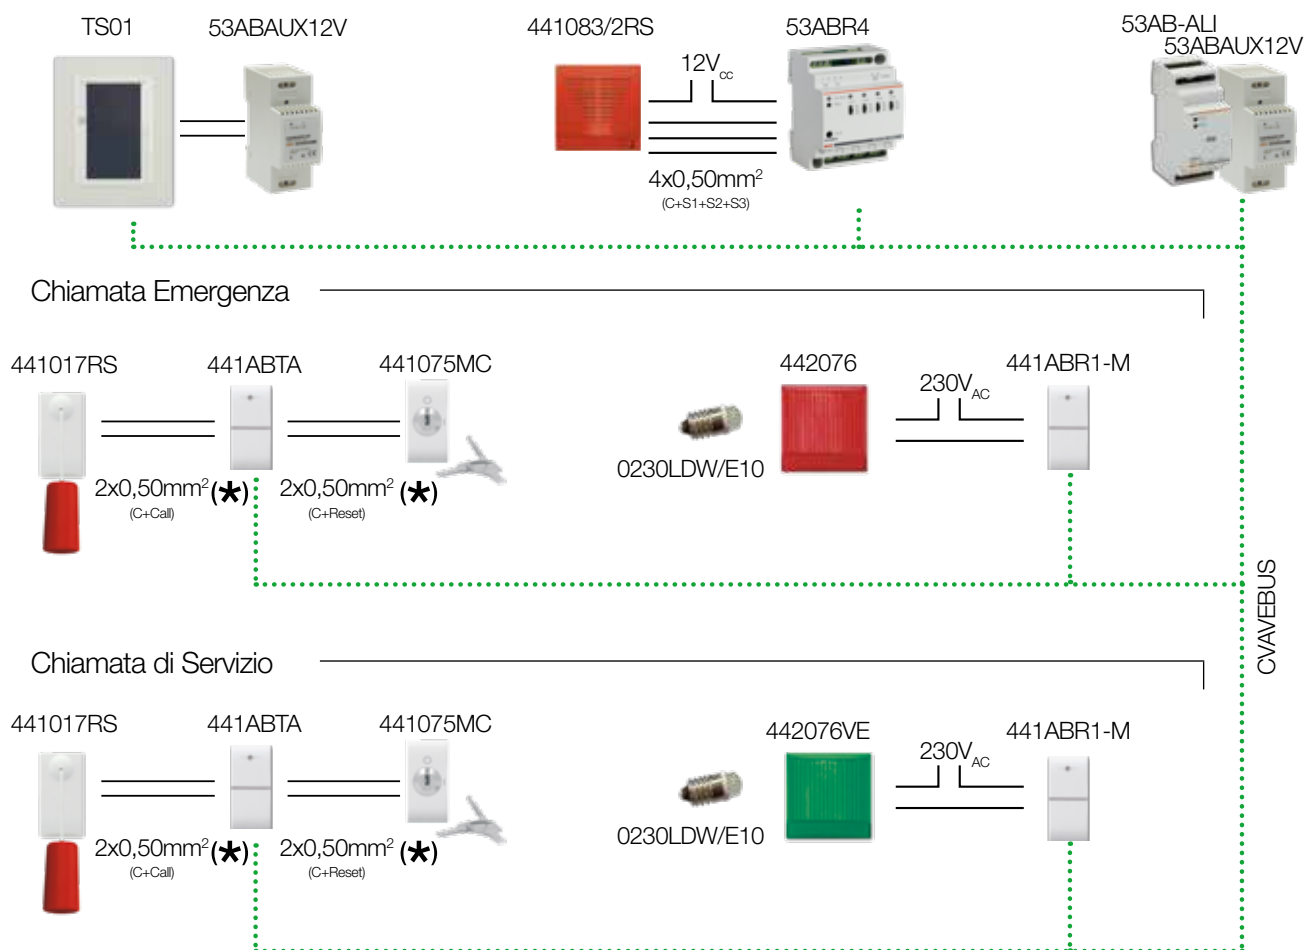 TS01
53ABAUX12V
441083/2RS
53ABR4
53AB-ALI
53ABAUX12V
12Vcc
4x0,50mm²
(C+S1+S2+S3)
Chiamata Emergenza
441017RS
441ABTA
441075MC
442076
441ABR1-M
230VAC
0230LDW/E10
2x0,50mm² (*)
(C+Call)
2x0,50mm² (*)
(C+Reset)
CVAVEBUS
Chiamata di Servizio
441017RS
441ABTA
441075MC
442076VE
441ABR1-M
230VAC
0230LDW/E10
2x0,50mm² (*)
(C+Call)
2x0,50mm² (*)
(C+Reset)